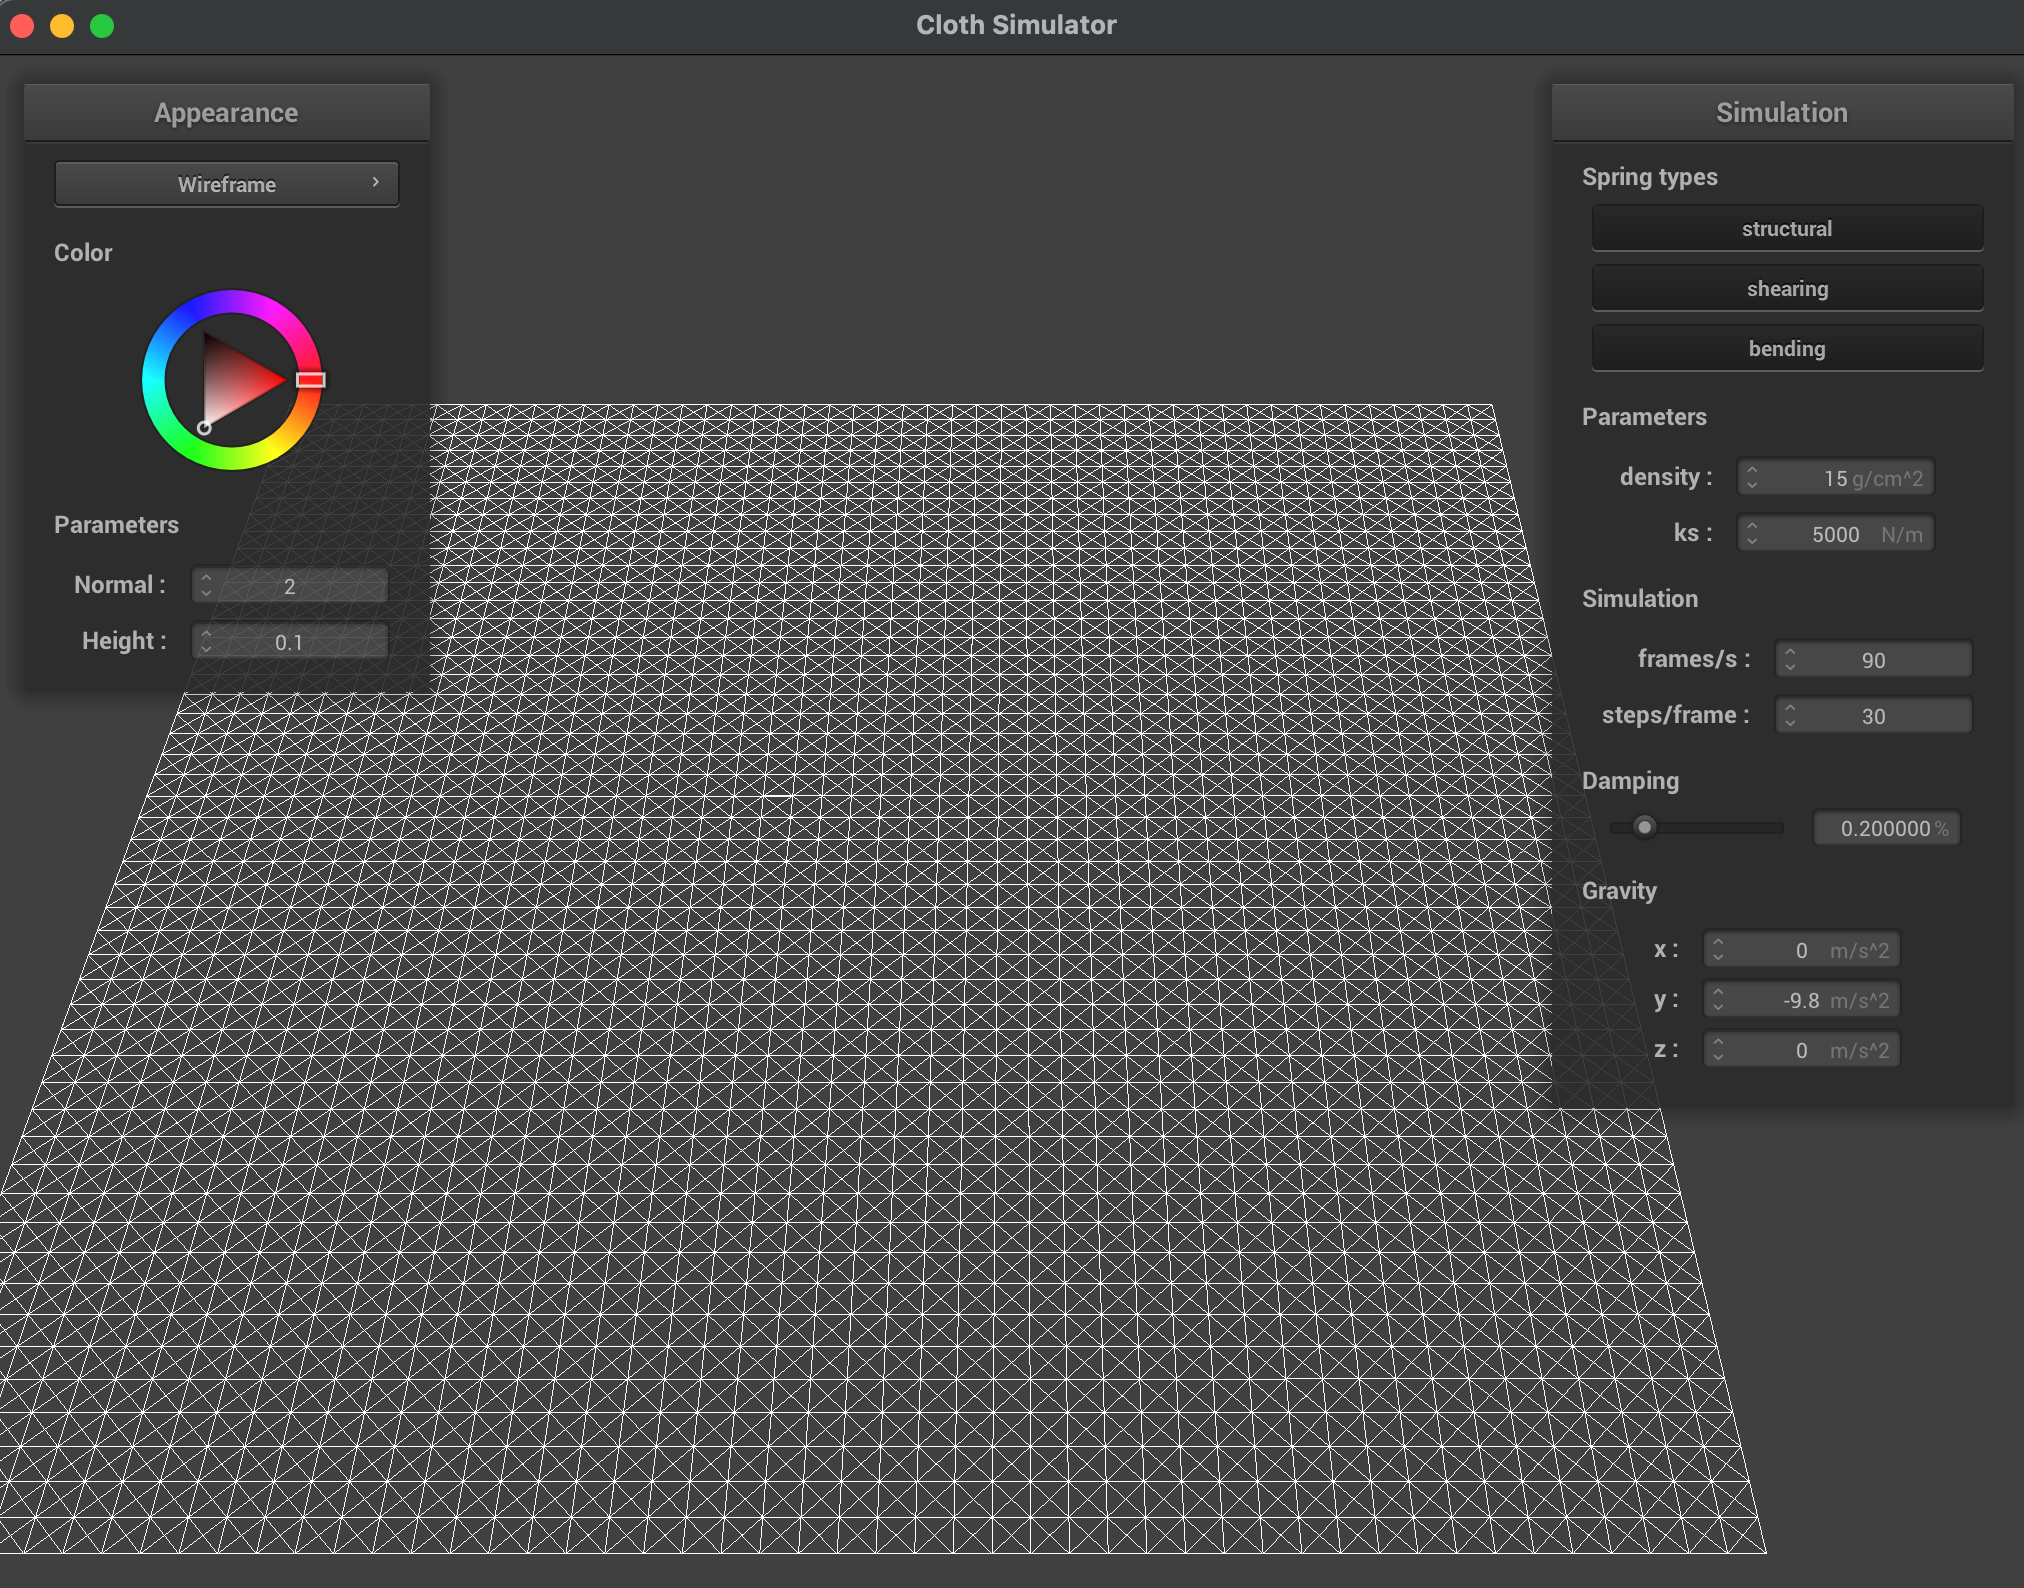 Cloth Simulator
Appearance
Wireframe
Color
Parameters
Normal : 2
Height : 0.1
Simulation
Spring types
structural
shearing
bending
Parameters
density : 15 g/cm^2
ks : 5000 N/m
Simulation
frames/s : 90
steps/frame : 30
Damping
0.200000 %
Gravity
x : 0 m/s^2
y : -9.8 m/s^2
z : 0 m/s^2